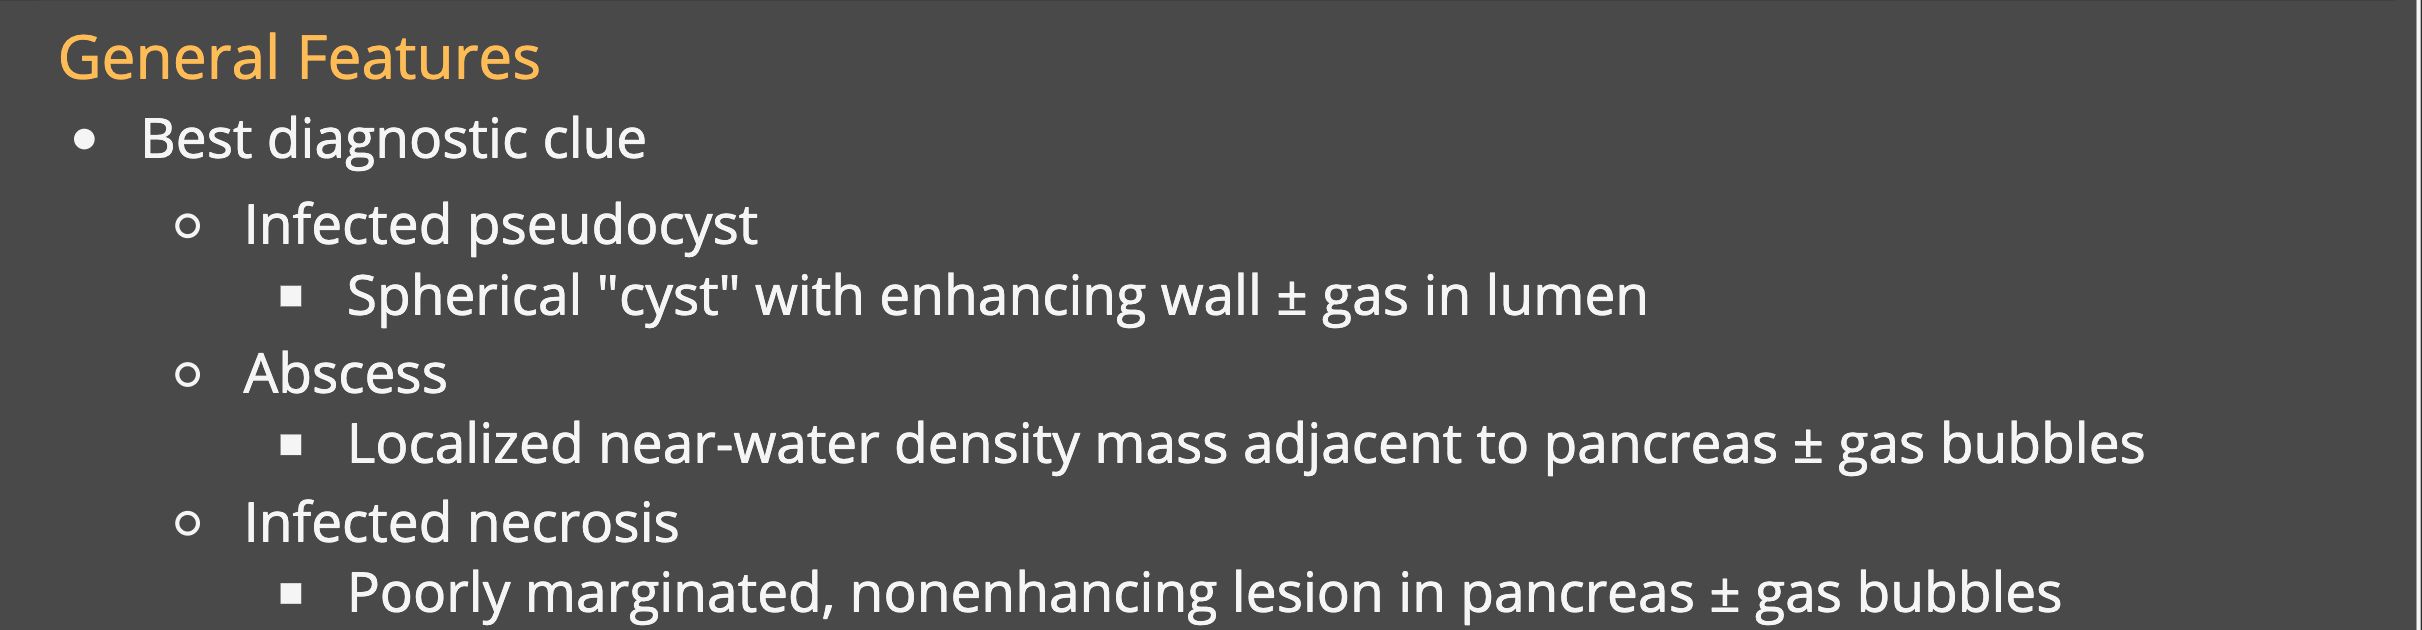 General Features
• Best diagnostic clue
○ Infected pseudocyst
▪ Spherical "cyst" with enhancing wall ± gas in lumen
○ Abscess
▪ Localized near-water density mass adjacent to pancreas ± gas bubbles
○ Infected necrosis
▪ Poorly marginated, nonenhancing lesion in pancreas ± gas bubbles